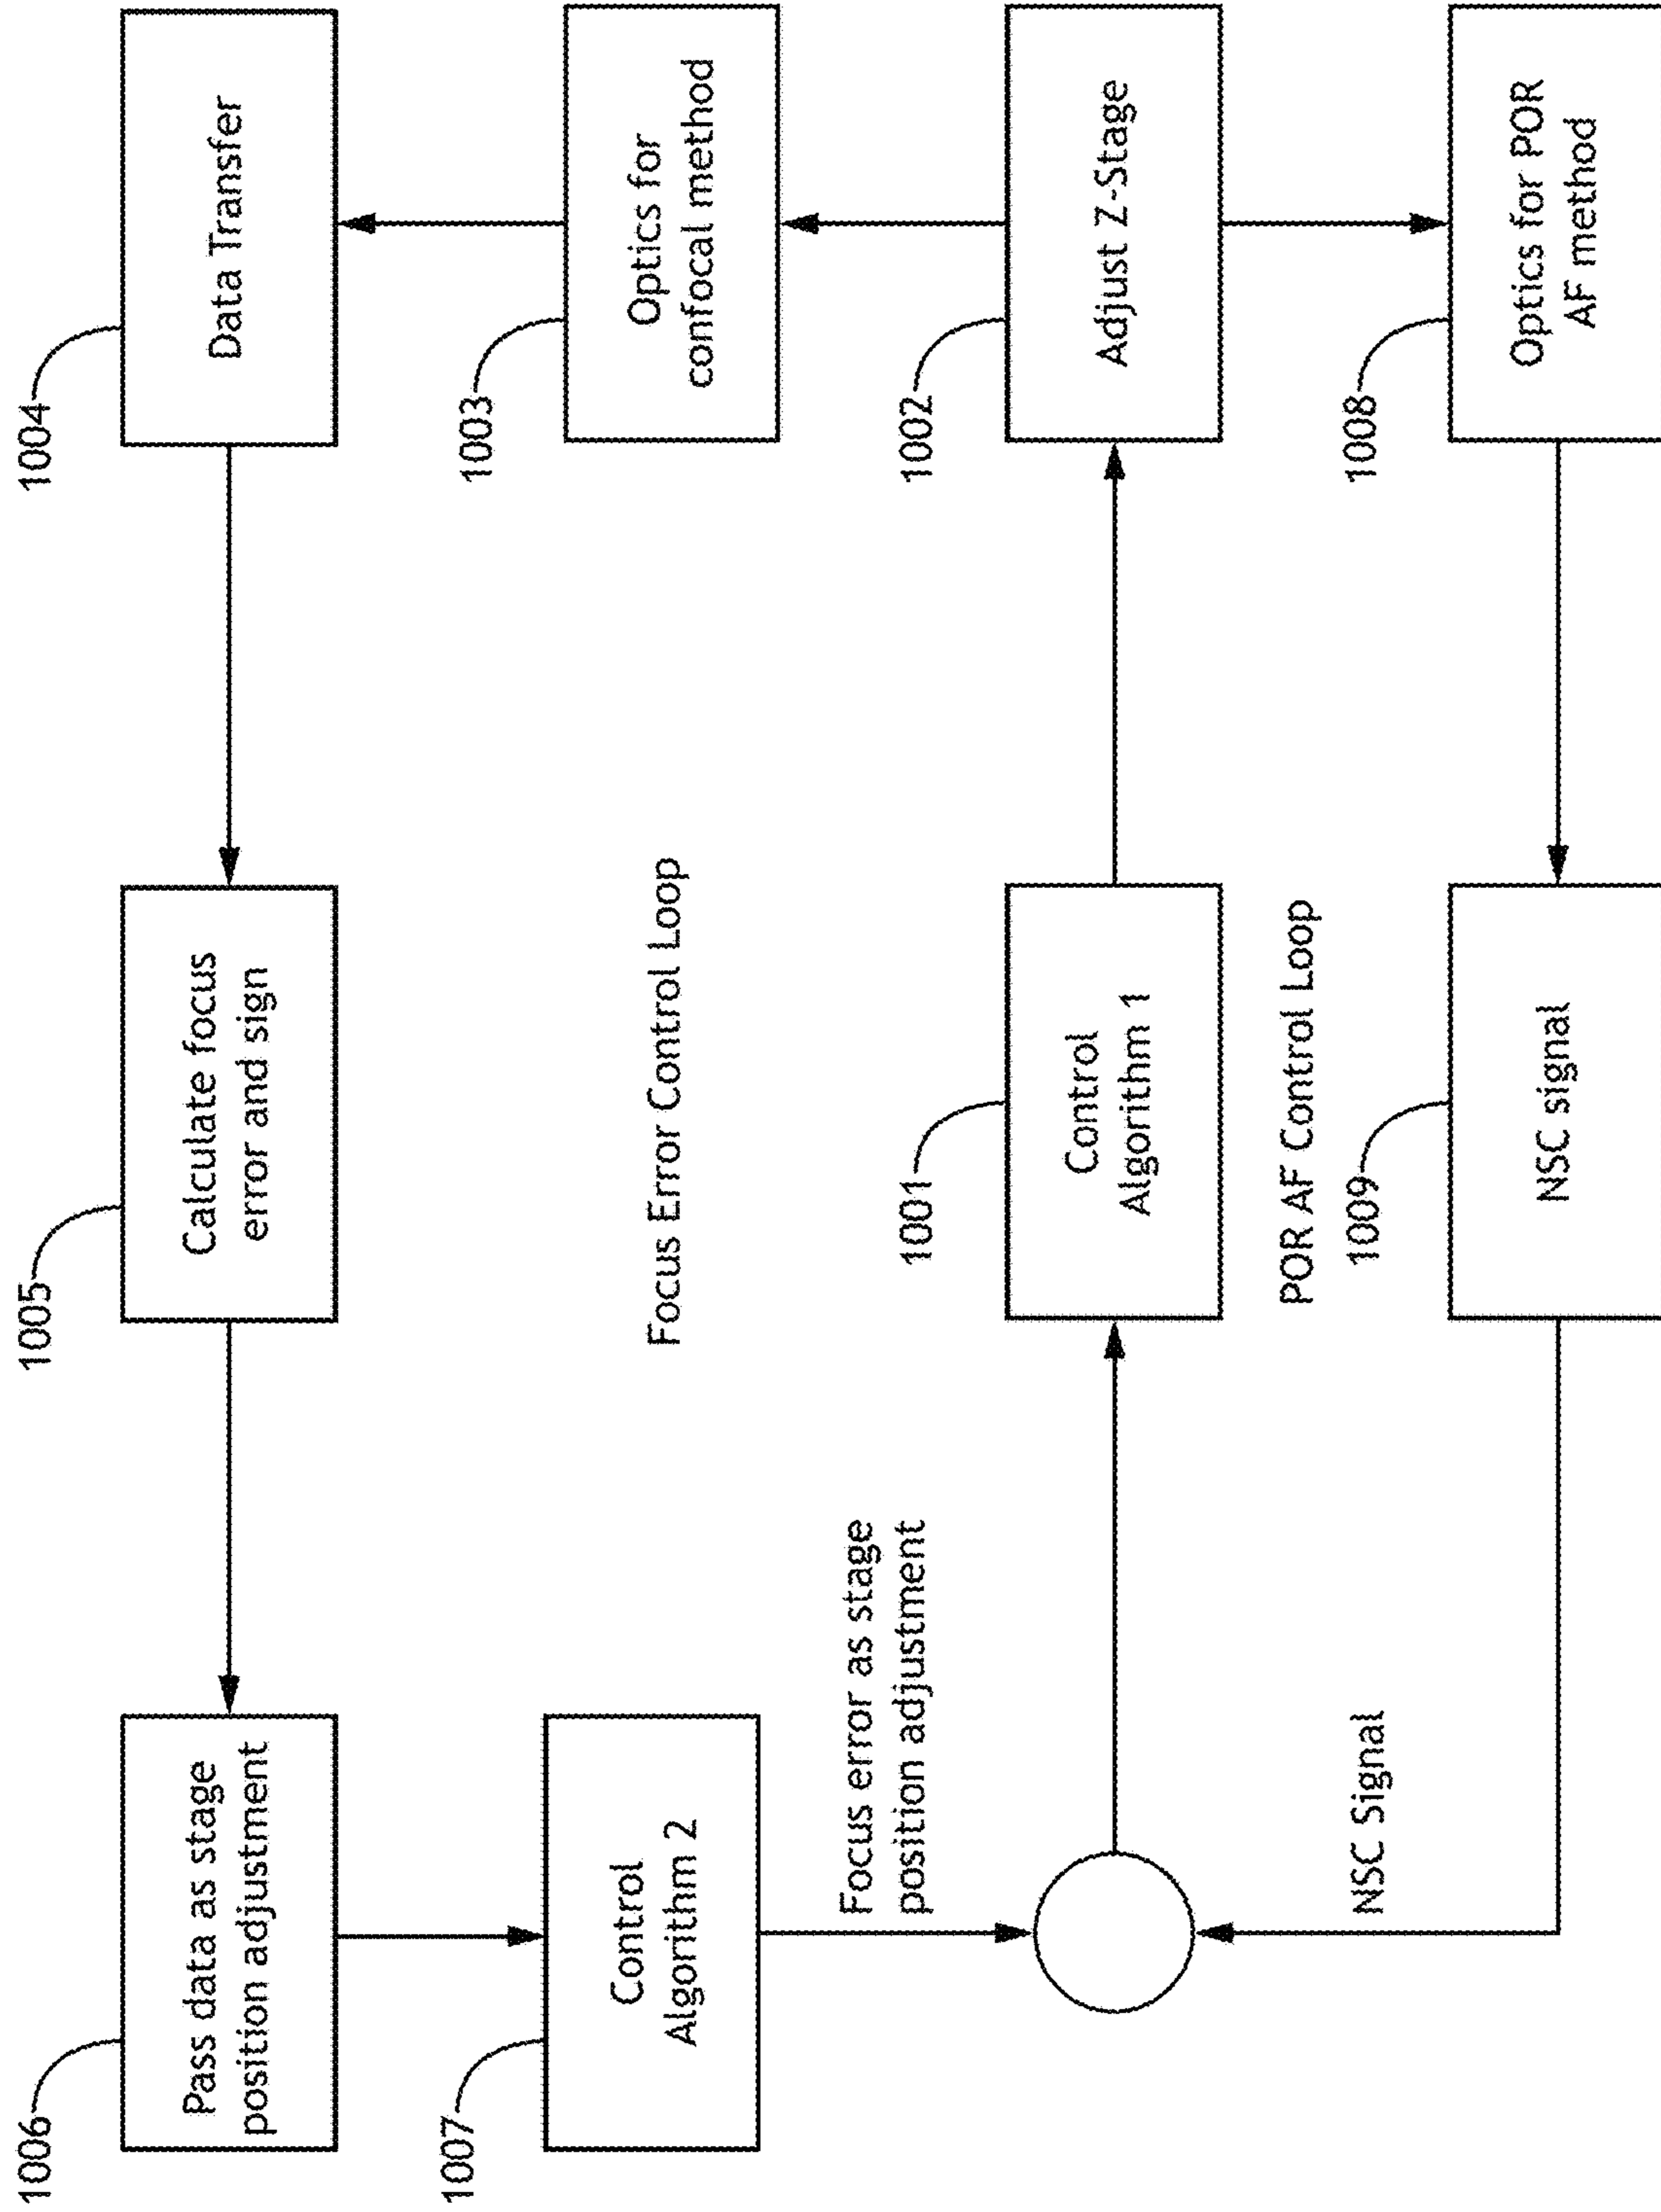 1006
Pass data as stage
position adjustment
1005
Calculate focus
error and sign
1004
Data Transfer
1007
Control
Algorithm 2
Focus Error Control Loop
1003
Optics for
confocal method
Focus error as stage
position adjustment
1001
Control
Algorithm 1
1002
Adjust Z-Stage
POR AF Control Loop
NSC Signal
1009
NSC signal
1008
Optics for POR
AF method